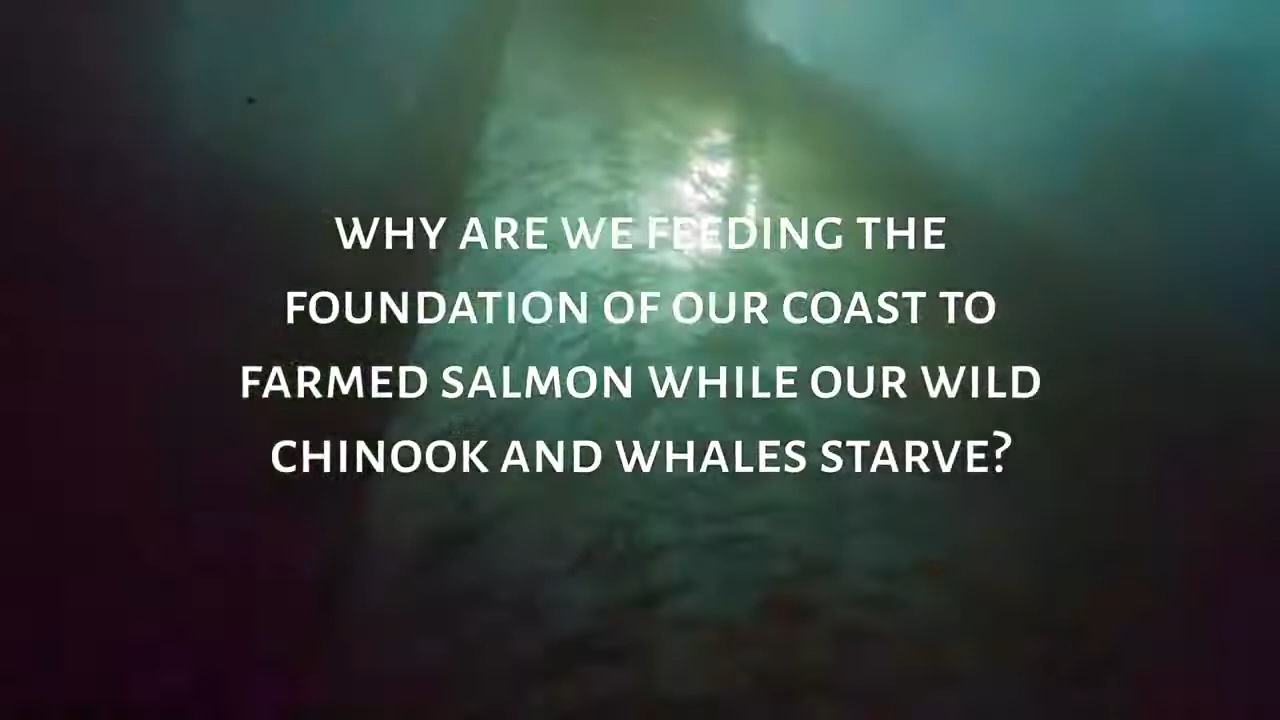 WHY ARE WE FEEDING THE
FOUNDATION OF OUR COAST TO
FARMED SALMON WHILE OUR WILD
CHINOOK AND WHALES STARVE?